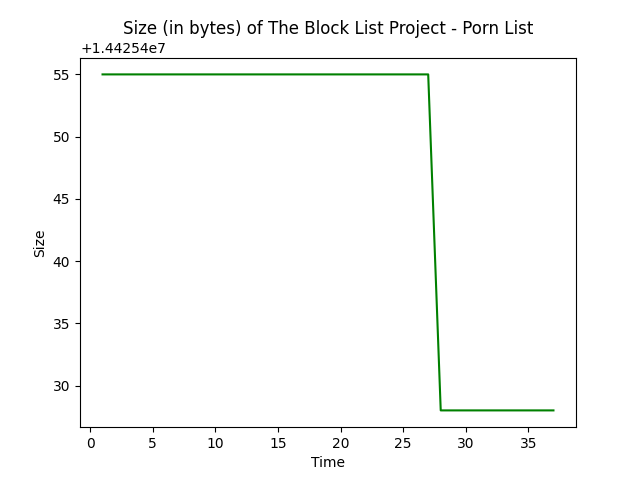 Size (in bytes) of The Block List Project - Porn List
+1.44254e7
55
50
45
40
35
30
Size
0 5 10 15 20 25 30 35
Time